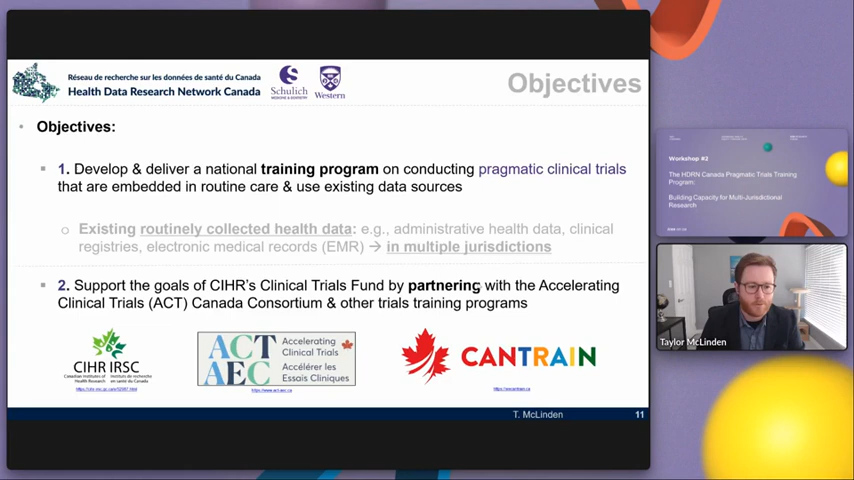 Réseau de recherche sur les données de santé du Canada
Health Data Research Network Canada
Schulich
MEDICINE & DENTISTRY
Western
Objectives
Objectives:
1. Develop & deliver a national training program on conducting pragmatic clinical trials
that are embedded in routine care & use existing data sources
Existing routinely collected health data: e.g., administrative health data, clinical
registries, electronic medical records (EMR) → in multiple jurisdictions
2. Support the goals of CIHR's Clinical Trials Fund by partnering with the Accelerating
Clinical Trials (ACT) Canada Consortium & other trials training programs
CIHR IRSC
Canadian Institutes of
Health Research
Instituts de recherche
en santé du Canada
ACT
AEC
Accelerating
Clinical Trials
Accélérer les
Essais Cliniques
CANTRAIN
T. McLinden
11
Workshop #2
The HDRN Canada Pragmatic Trials Training
Program:
Building Capacity for Multi-Jurisdictional
Research
Taylor McLinden